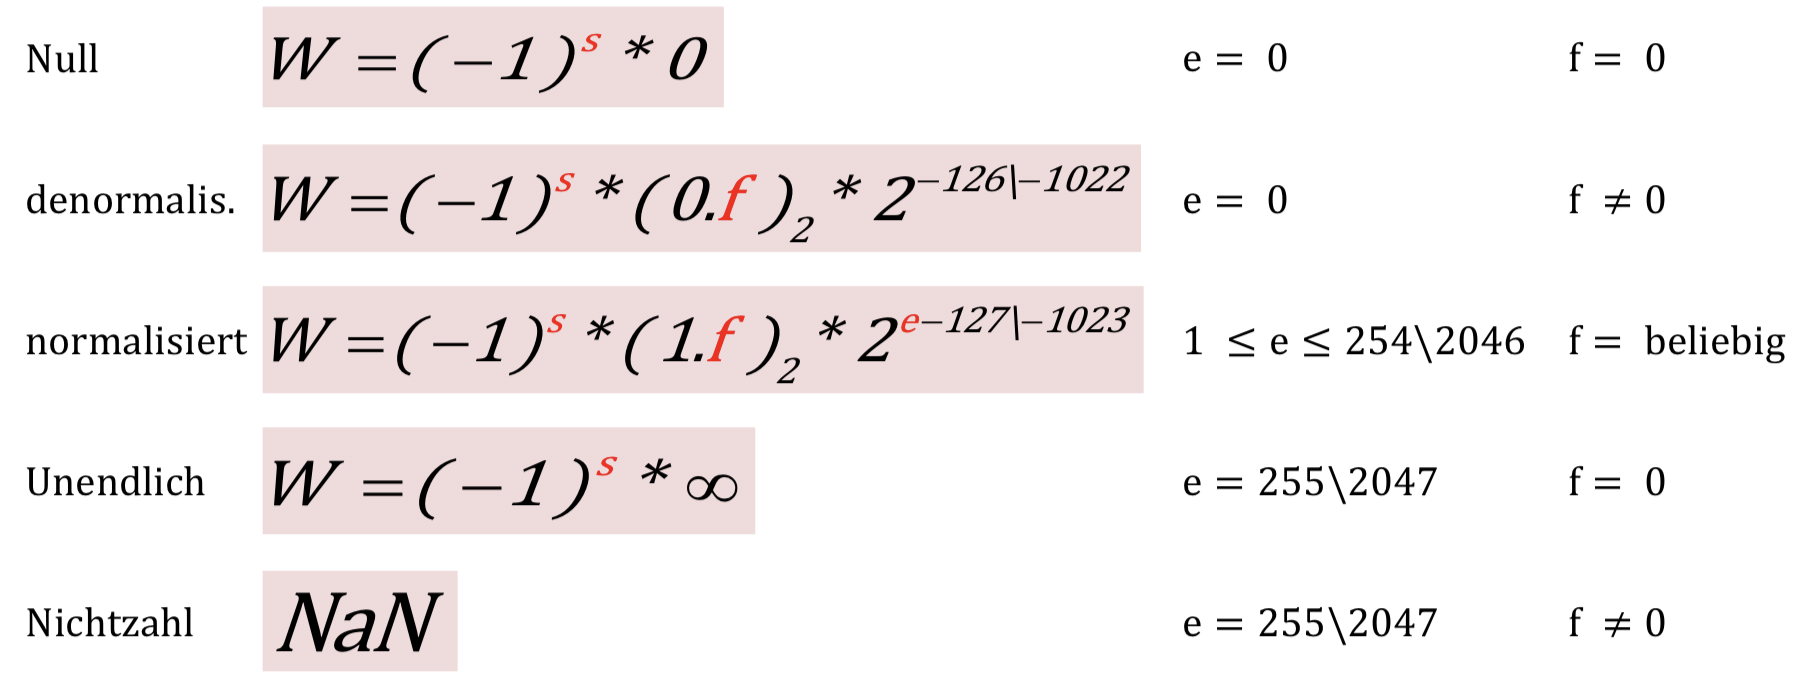 Null W = (−1)^s * 0 e = 0 f = 0
denormalis. W = (−1)^s * (0.f)_2 * 2^−126\−1022 e = 0 f ≠ 0
normalisiert W = (−1)^s * (1.f)_2 * 2^e−127\−1023 1 ≤ e ≤ 254\2046 f = beliebig
Unendlich W = (−1)^s * ∞ e = 255\2047 f = 0
Nichtzahl NaN e = 255\2047 f ≠ 0